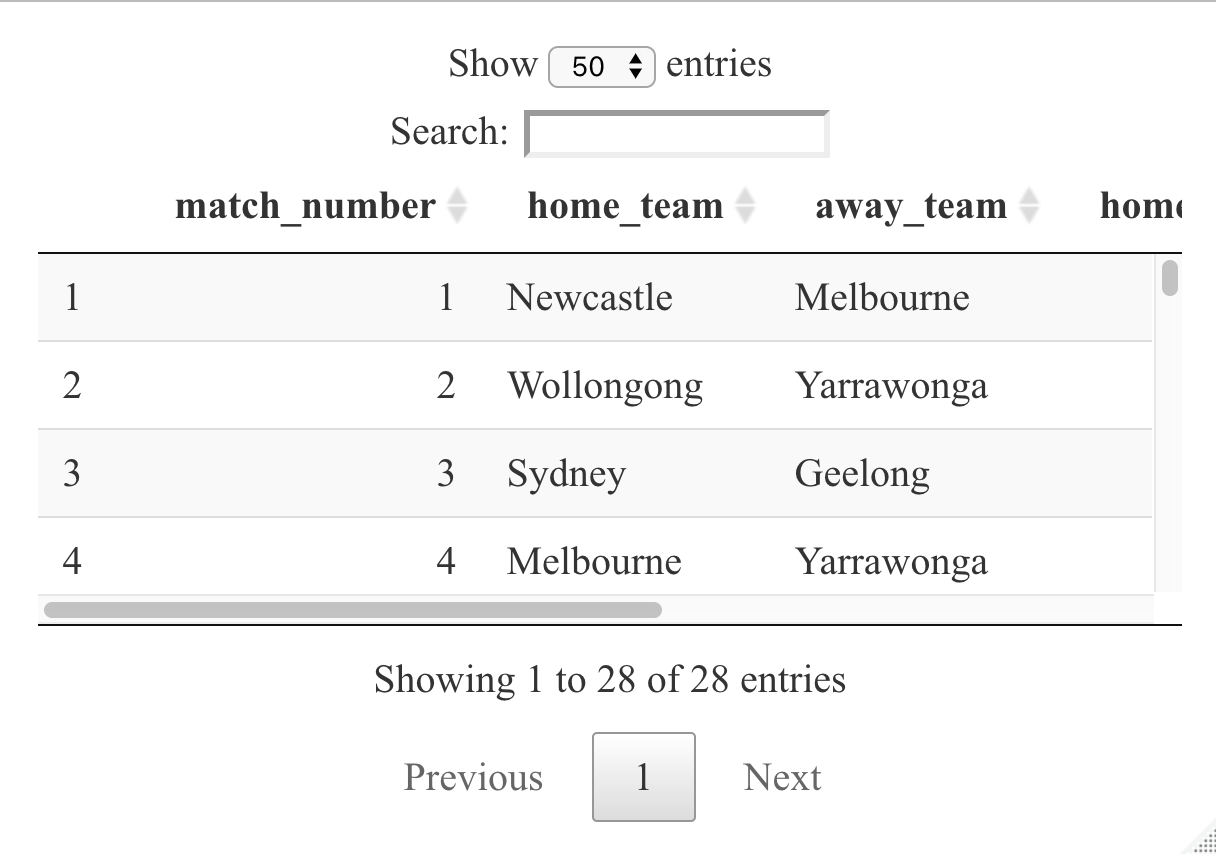 Show 50 entries
Search:
match_number home_team away_team home
1 1 Newcastle Melbourne
2 2 Wollongong Yarrawonga
3 3 Sydney Geelong
4 4 Melbourne Yarrawonga
Showing 1 to 28 of 28 entries
Previous 1 Next